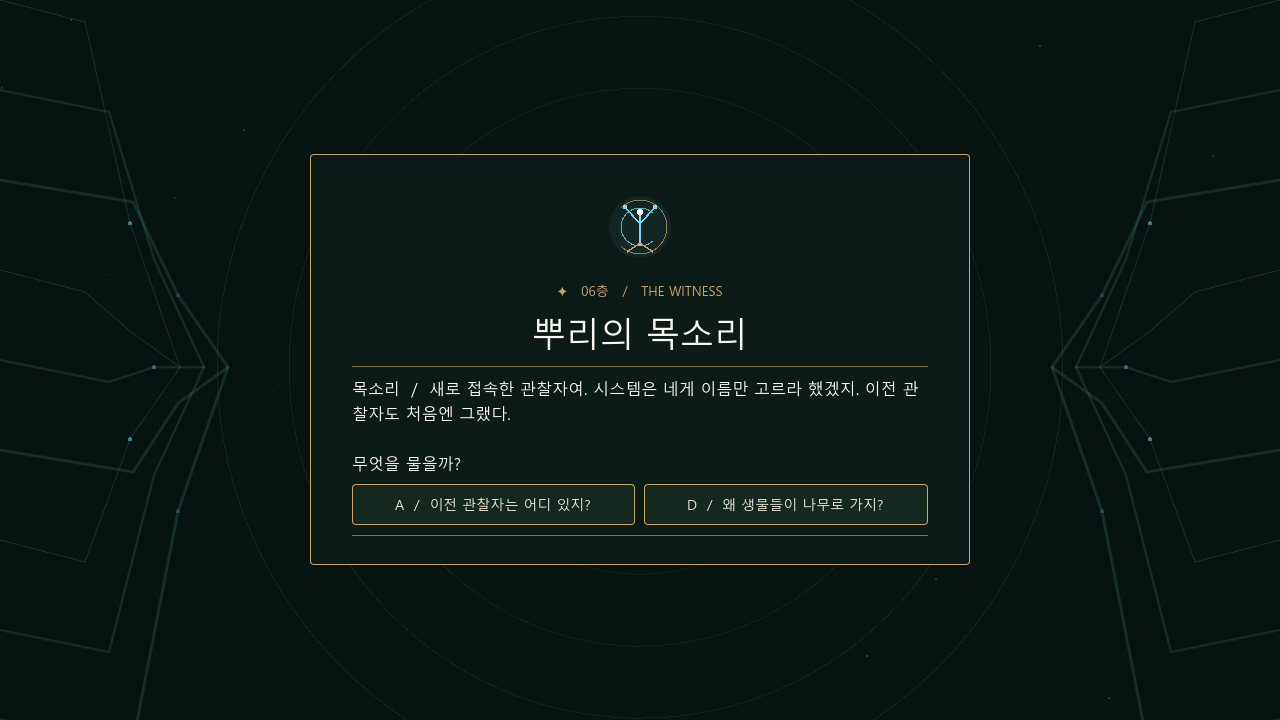 ✦ 06층 / THE WITNESS
뿌리의 목소리
목소리 / 새로 접속한 관찰자여. 시스템은 네게 이름만 고르라 했겠지. 이전 관
찰자도 처음엔 그랬다.
무엇을 물을까?
A / 이전 관찰자는 어디 있지?
D / 왜 생물들이 나무로 가지?